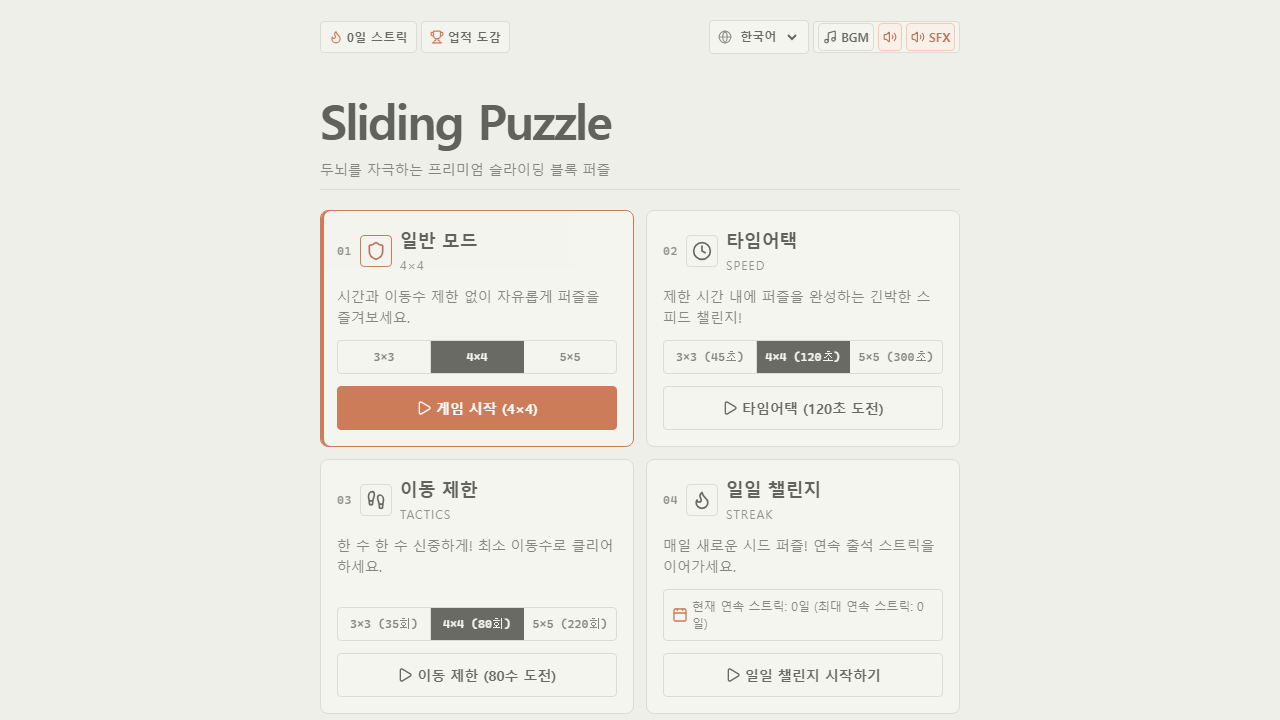 0일 스트릭
업적 도감
한국어
BGM
SFX
Sliding Puzzle
두뇌를 자극하는 프리미엄 슬라이딩 블록 퍼즐
01
일반 모드
4×4
시간과 이동수 제한 없이 자유롭게 퍼즐을
즐겨보세요.
3×3
4×4
5×5
게임 시작 (4×4)
02
타임어택
SPEED
제한 시간 내에 퍼즐을 완성하는 긴박한 스
피드 챌린지!
3×3 (45초)
4×4 (120초)
5×5 (300초)
타임어택 (120초 도전)
03
이동 제한
TACTICS
한 수 한 수 신중하게! 최소 이동수로 클리어
하세요.
3×3 (35회)
4×4 (80회)
5×5 (220회)
이동 제한 (80수 도전)
04
일일 챌린지
STREAK
매일 새로운 시드 퍼즐! 연속 출석 스트릭을
이어가세요.
현재 연속 스트릭: 0일 (최대 연속 스트릭: 0
일)
일일 챌린지 시작하기